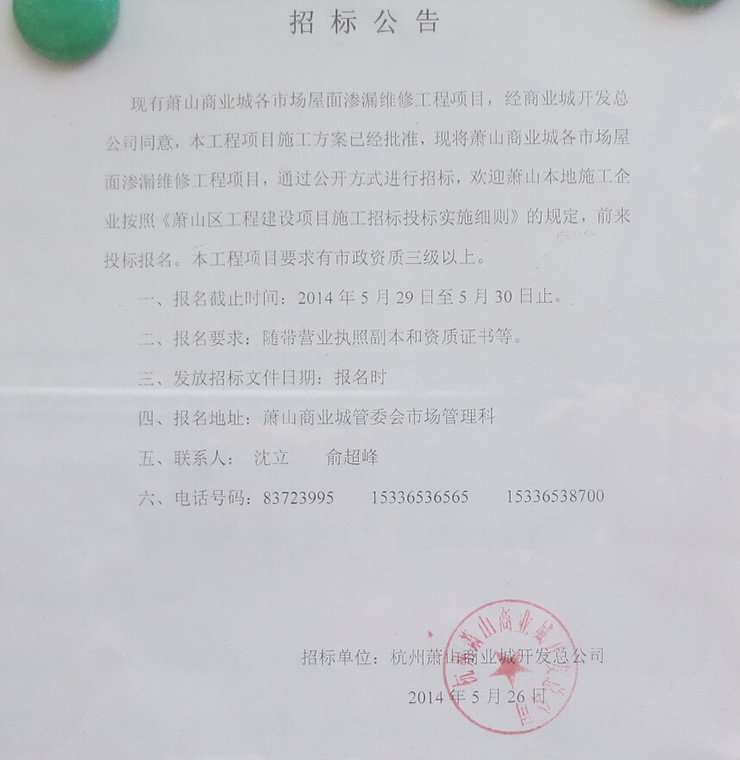 招标公告
现有萧山商业城各市场屋面渗漏维修工程项目，经商业城开发总
公司同意，本工程项目施工方案已经批准，现将萧山商业城各市场屋
面渗漏维修工程项目，通过公开方式进行招标，欢迎萧山本地施工企
业按照《萧山区工程建设项目施工招标投标实施细则》的规定，前来
投标报名。本工程项目要求有市政资质三级以上。
一、报名截止时间：2014年5月29日至5月30日止。
二、报名要求：随带营业执照副本和资质证书等。
三、发放招标文件日期：报名时
四、报名地址：萧山商业城管委会市场管理科
五、联系人： 沈立 俞超峰
六、电话号码：83723995 15336536565 15336538700
招标单位：杭州萧山商业城开发总公司
2014年5月26日
杭州萧山商业城开发总公司